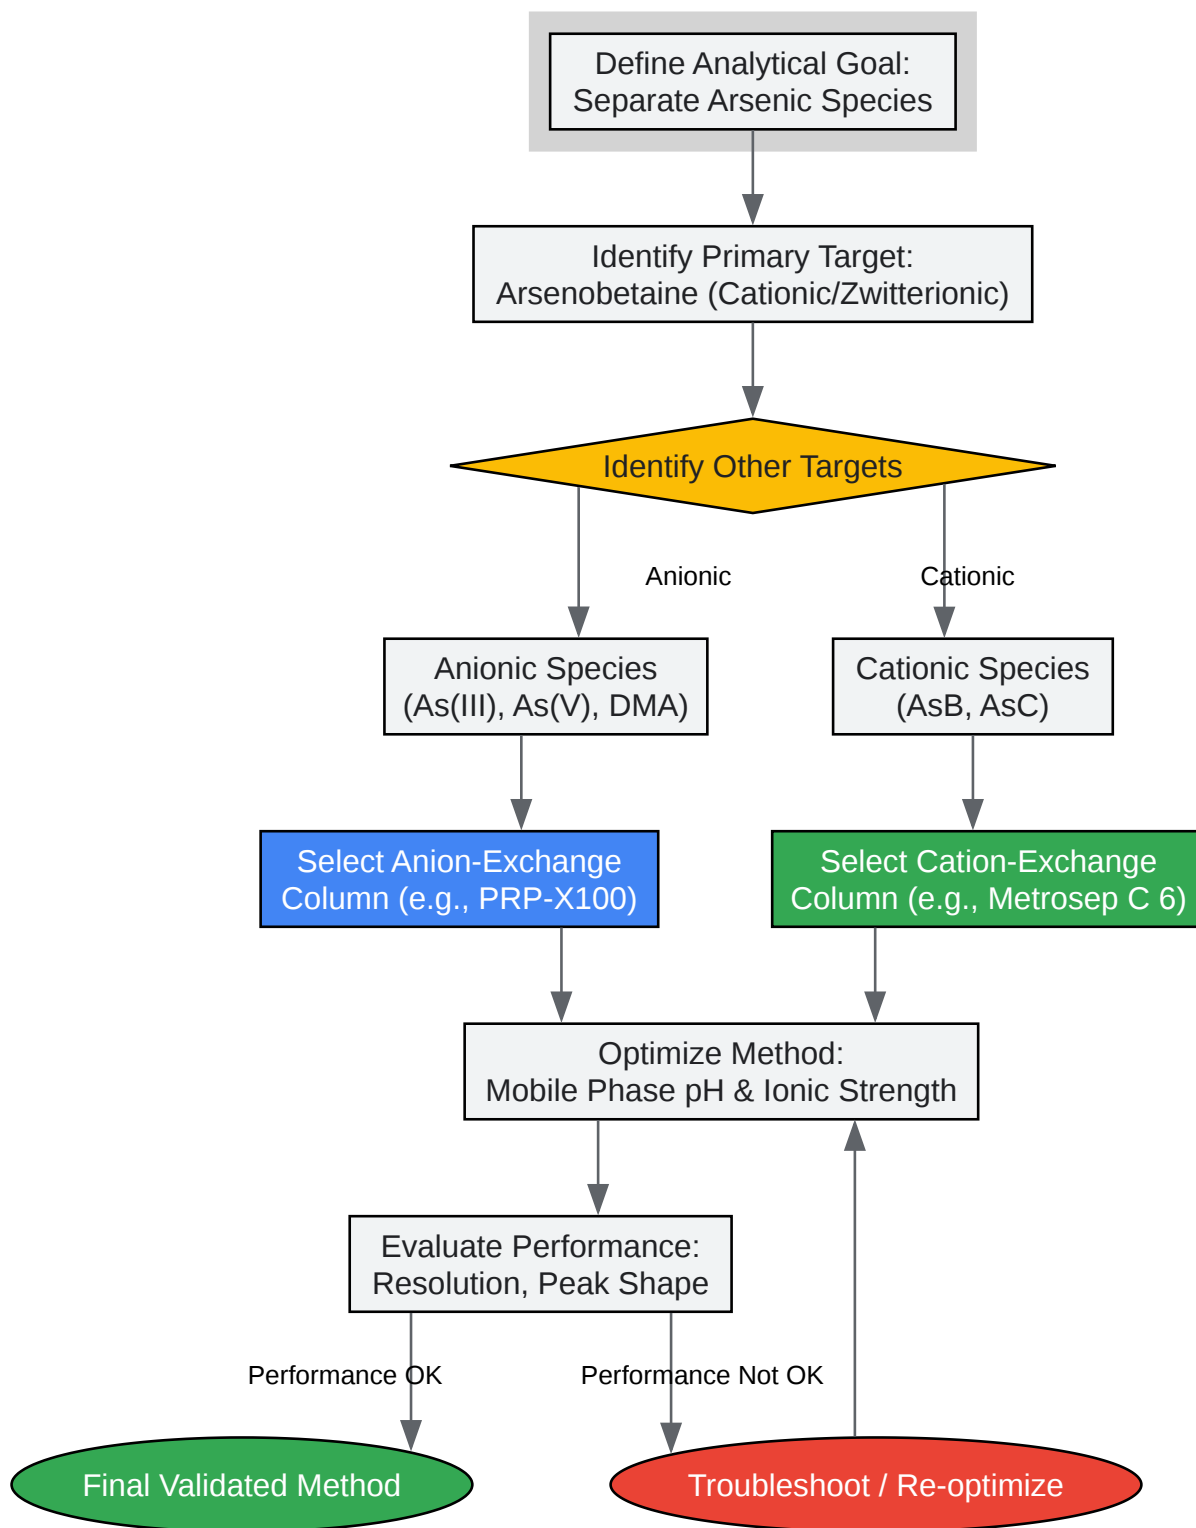 Define Analytical Goal:
Separate Arsenic Species
Identify Primary Target:
Arsenobetaine (Cationic/Zwitterionic)
Identify Other Targets
Anionic
Cationic
Anionic Species
(As(III), As(V), DMA)
Cationic Species
(AsB, AsC)
Select Anion-Exchange
Column (e.g., PRP-X100)
Select Cation-Exchange
Column (e.g., Metrosep C 6)
Optimize Method:
Mobile Phase pH & Ionic Strength
Evaluate Performance:
Resolution, Peak Shape
Performance OK
Performance Not OK
Final Validated Method
Troubleshoot / Re-optimize